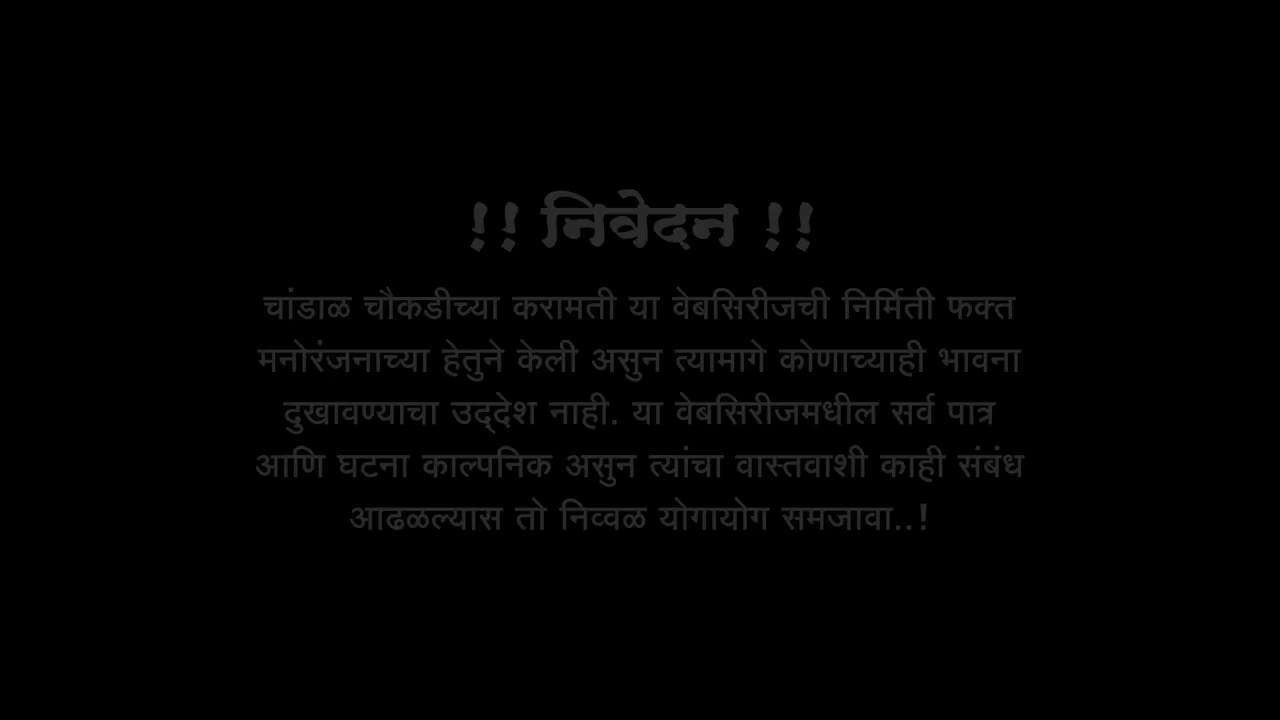 !! निवेदन !!
चांडाळ चौकडीच्या करामती या वेबसिरीजची निर्मिती फक्त
मनोरंजनाच्या हेतुने केली असुन त्यामागे कोणाच्याही भावना
दुखावण्याचा उद्‌देश नाही. या वेबसिरीजमधील सर्व पात्र
आणि घटना काल्पनिक असुन त्यांचा वास्तवाशी काही संबंध
आढळल्यास तो निव्वळ योगायोग समजावा..!